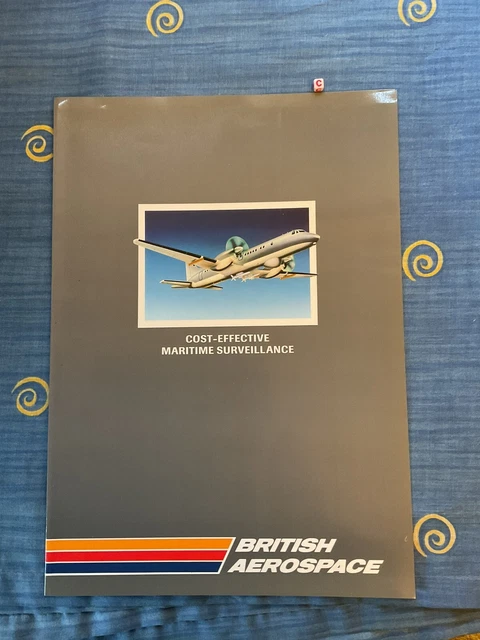 C
COST-EFFECTIVE
MARITIME SURVEILLANCE
BRITISH
AEROSPACE